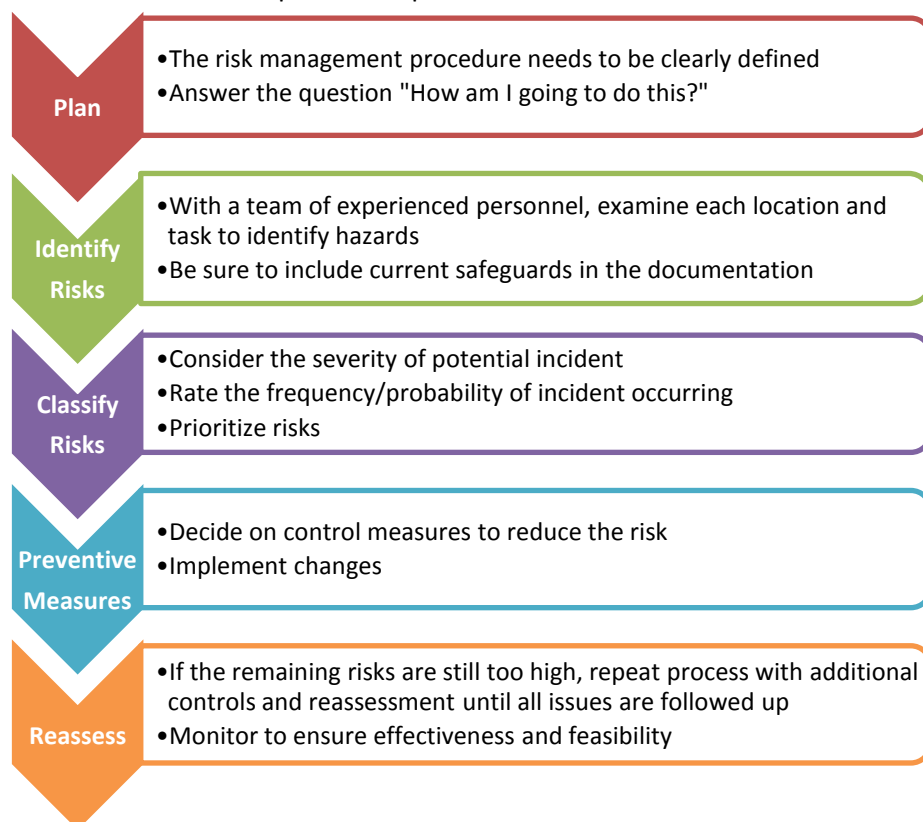 Plan
•The risk management procedure needs to be clearly defined
•Answer the question "How am I going to do this?"
Identify
Risks
•With a team of experienced personnel, examine each location and
task to identify hazards
•Be sure to include current safeguards in the documentation
Classify
Risks
•Consider the severity of potential incident
•Rate the frequency/probability of incident occurring
•Prioritize risks
Preventive
Measures
•Decide on control measures to reduce the risk
•Implement changes
Reassess
•If the remaining risks are still too high, repeat process with additional
controls and reassessment until all issues are followed up
•Monitor to ensure effectiveness and feasibility